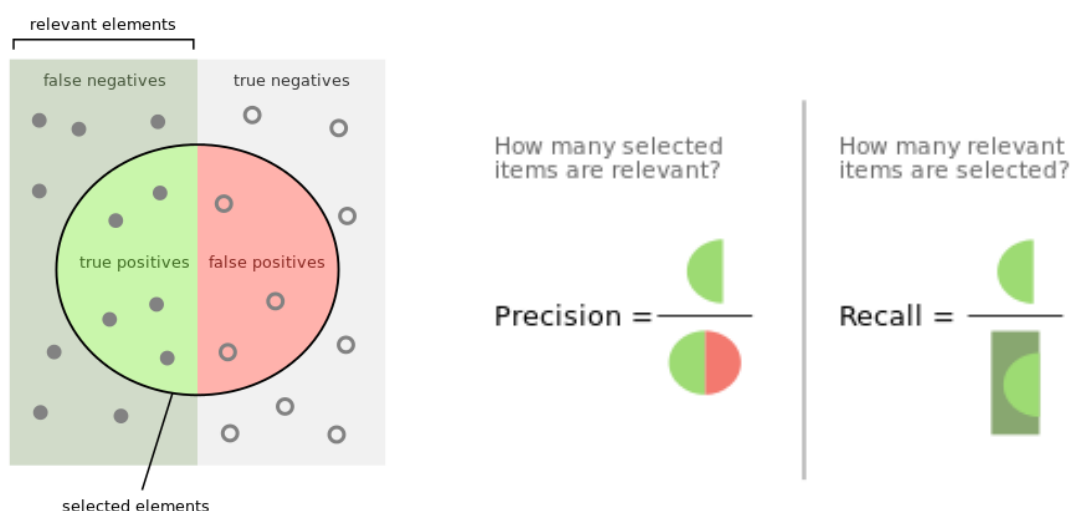 relevant elements
false negatives
true negatives
true positives
false positives
selected elements
How many selected
items are relevant?
Precision =
How many relevant
items are selected?
Recall =